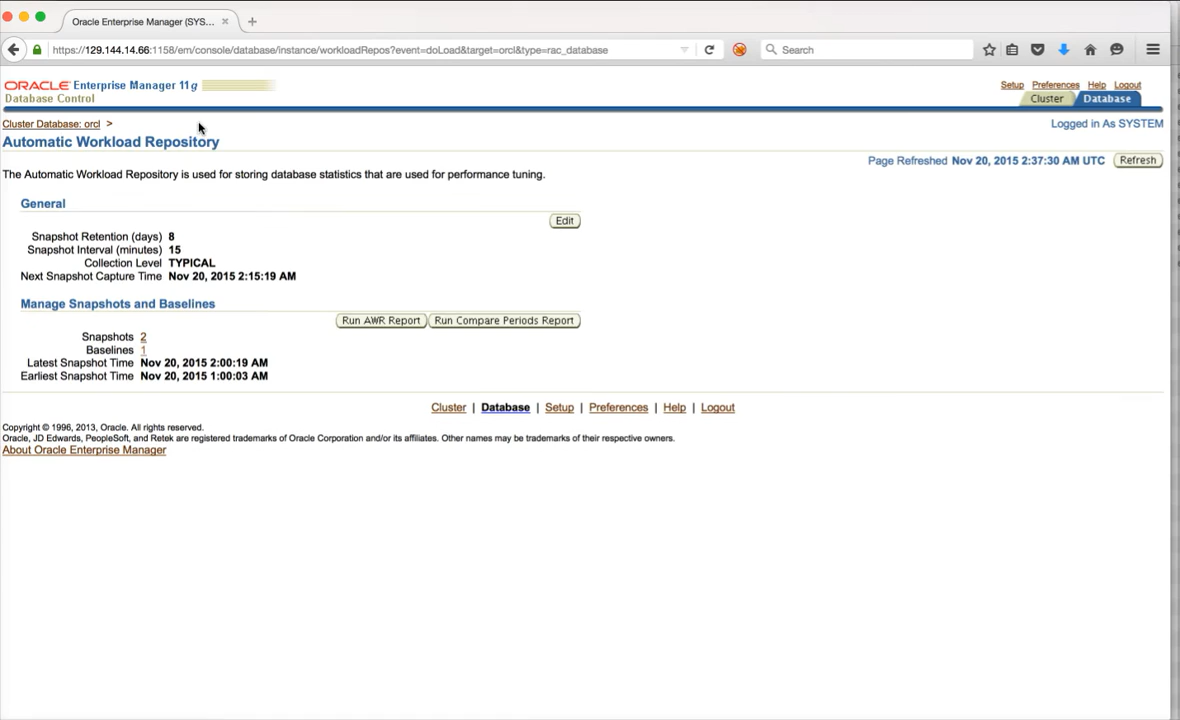 Oracle Enterprise Manager (SYS... × +
https://129.144.14.66:1158/em/console/database/instance/workloadRepos?event=doLoad&target=orcl&type=rac_database Search
ORACLE Enterprise Manager 11g
Setup Preferences Help Logout
Database Control
Cluster Database
Cluster Database: orcl >
Logged in As SYSTEM
Automatic Workload Repository
Page Refreshed Nov 20, 2015 2:37:30 AM UTC Refresh
The Automatic Workload Repository is used for storing database statistics that are used for performance tuning.
General
Edit
Snapshot Retention (days) 8
Snapshot Interval (minutes) 15
Collection Level TYPICAL
Next Snapshot Capture Time Nov 20, 2015 2:15:19 AM
Manage Snapshots and Baselines
Run AWR Report Run Compare Periods Report
Snapshots 2
Baselines 1
Latest Snapshot Time Nov 20, 2015 2:00:19 AM
Earliest Snapshot Time Nov 20, 2015 1:00:03 AM
Cluster | Database | Setup | Preferences | Help | Logout
Copyright © 1996, 2013, Oracle. All rights reserved.
Oracle, JD Edwards, PeopleSoft, and Retek are registered trademarks of Oracle Corporation and/or its affiliates. Other names may be trademarks of their respective owners.
About Oracle Enterprise Manager